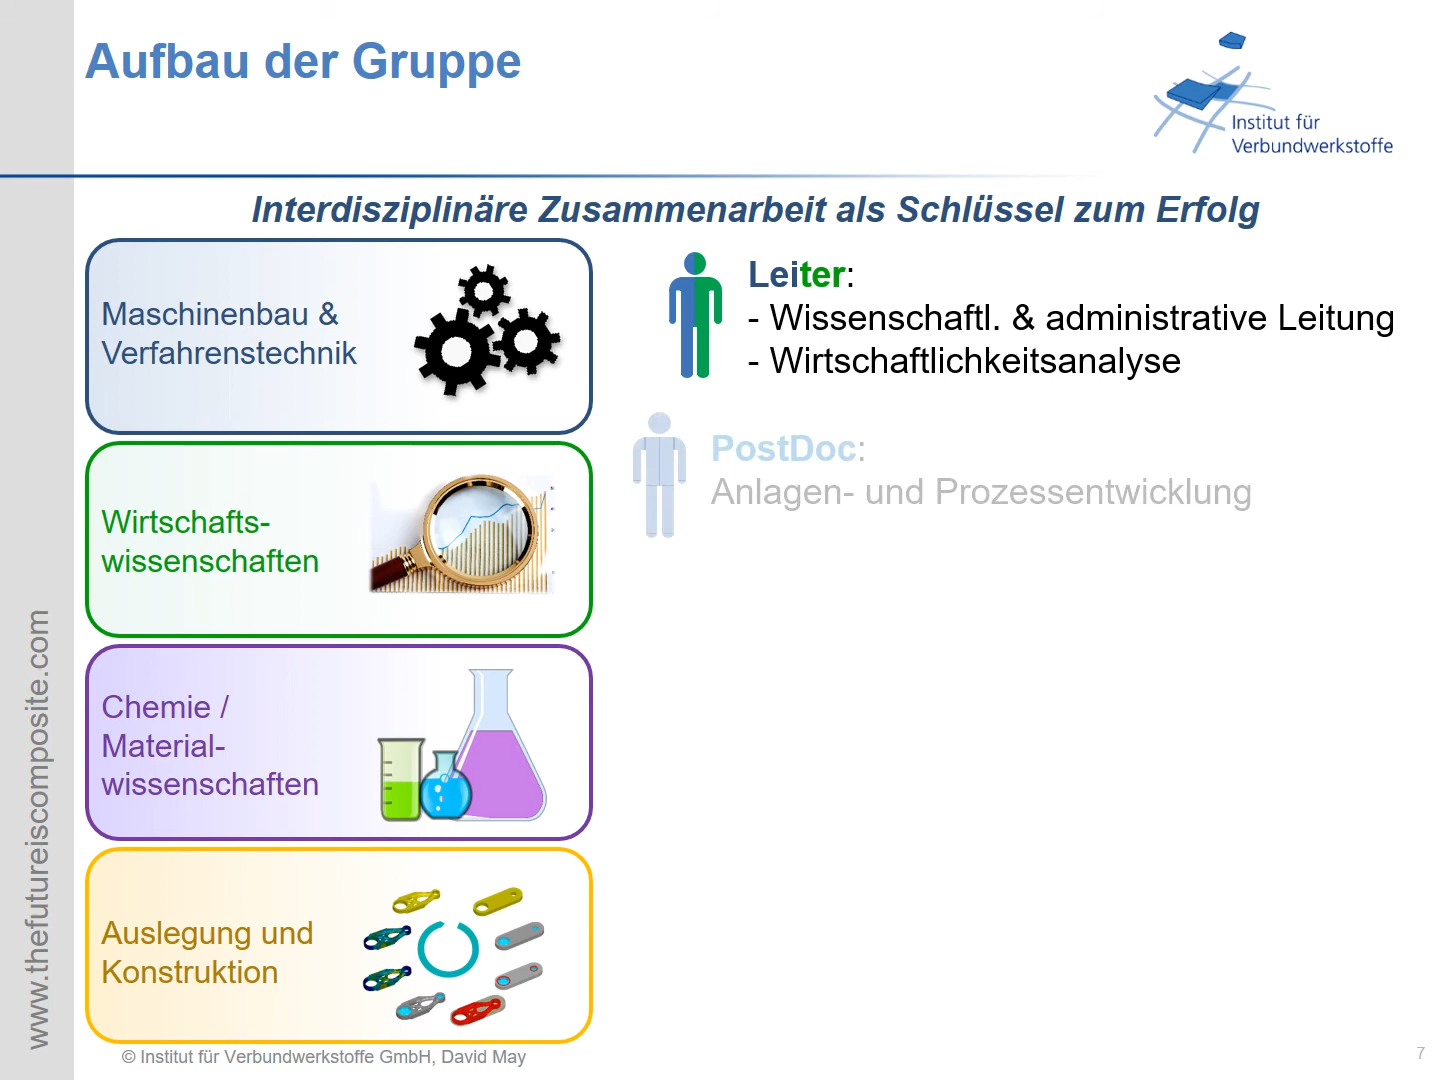 Aufbau der Gruppe
Institut für
Verbundwerkstoffe
Interdisziplinäre Zusammenarbeit als Schlüssel zum Erfolg
Maschinenbau &
Verfahrenstechnik
Leiter:
- Wissenschaftl. & administrative Leitung
- Wirtschaftlichkeitsanalyse
PostDoc:
Anlagen- und Prozessentwicklung
Wirtschafts-
wissenschaften
Chemie /
Material-
wissenschaften
Auslegung und
Konstruktion
www.thefutureiscomposite.com
© Institut für Verbundwerkstoffe GmbH, David May
7